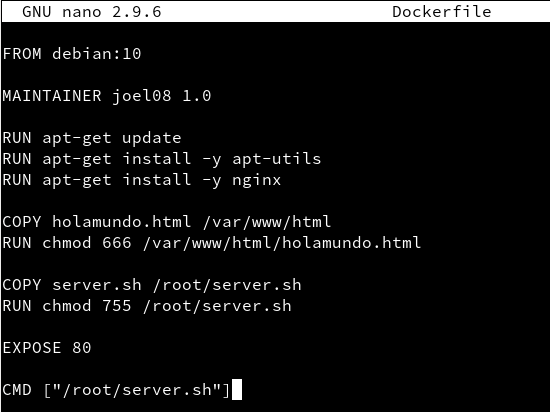 GNU nano 2.9.6 Dockerfile
FROM debian:10
MAINTAINER joel08 1.0
RUN apt-get update
RUN apt-get install -y apt-utils
RUN apt-get install -y nginx
COPY holamundo.html /var/www/html
RUN chmod 666 /var/www/html/holamundo.html
COPY server.sh /root/server.sh
RUN chmod 755 /root/server.sh
EXPOSE 80
CMD ["/root/server.sh"]